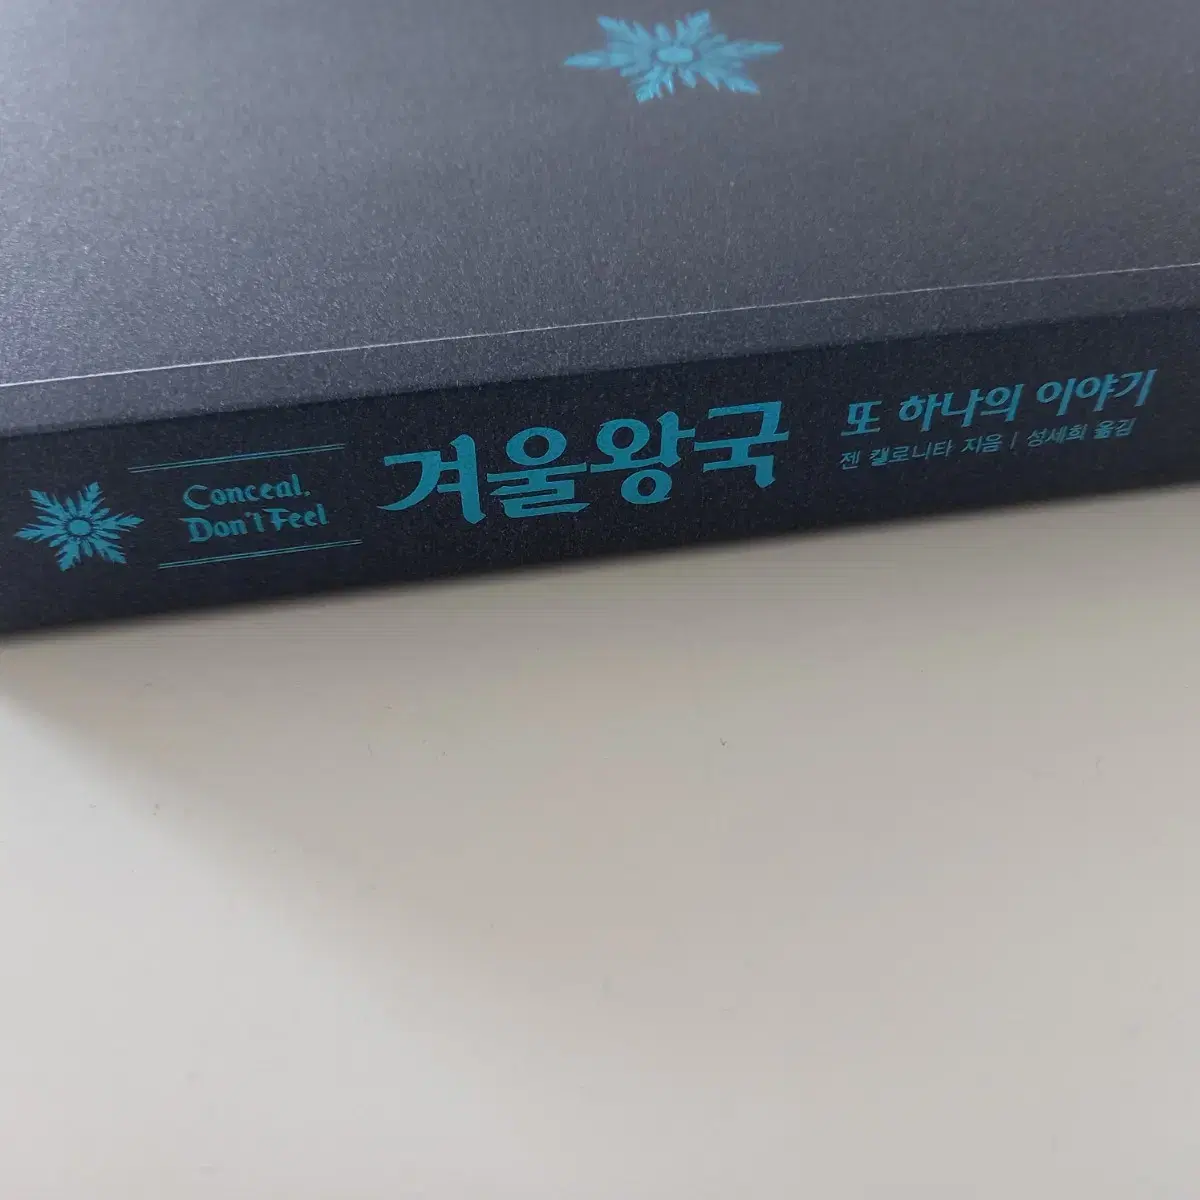 Conceal,
Don't Feel
겨울왕국
또 하나의 이야기
젠 캘로니타 지음 | 성세희 옮김